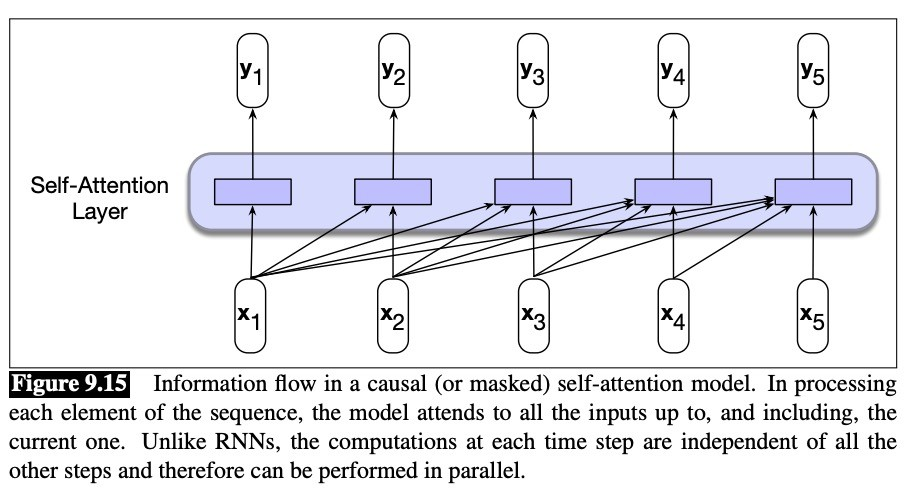 y1 y2 y3 y4 y5
Self-Attention
Layer
x1 x2 x3 x4 x5
Figure 9.15 Information flow in a causal (or masked) self-attention model. In processing
each element of the sequence, the model attends to all the inputs up to, and including, the
current one. Unlike RNNs, the computations at each time step are independent of all the
other steps and therefore can be performed in parallel.